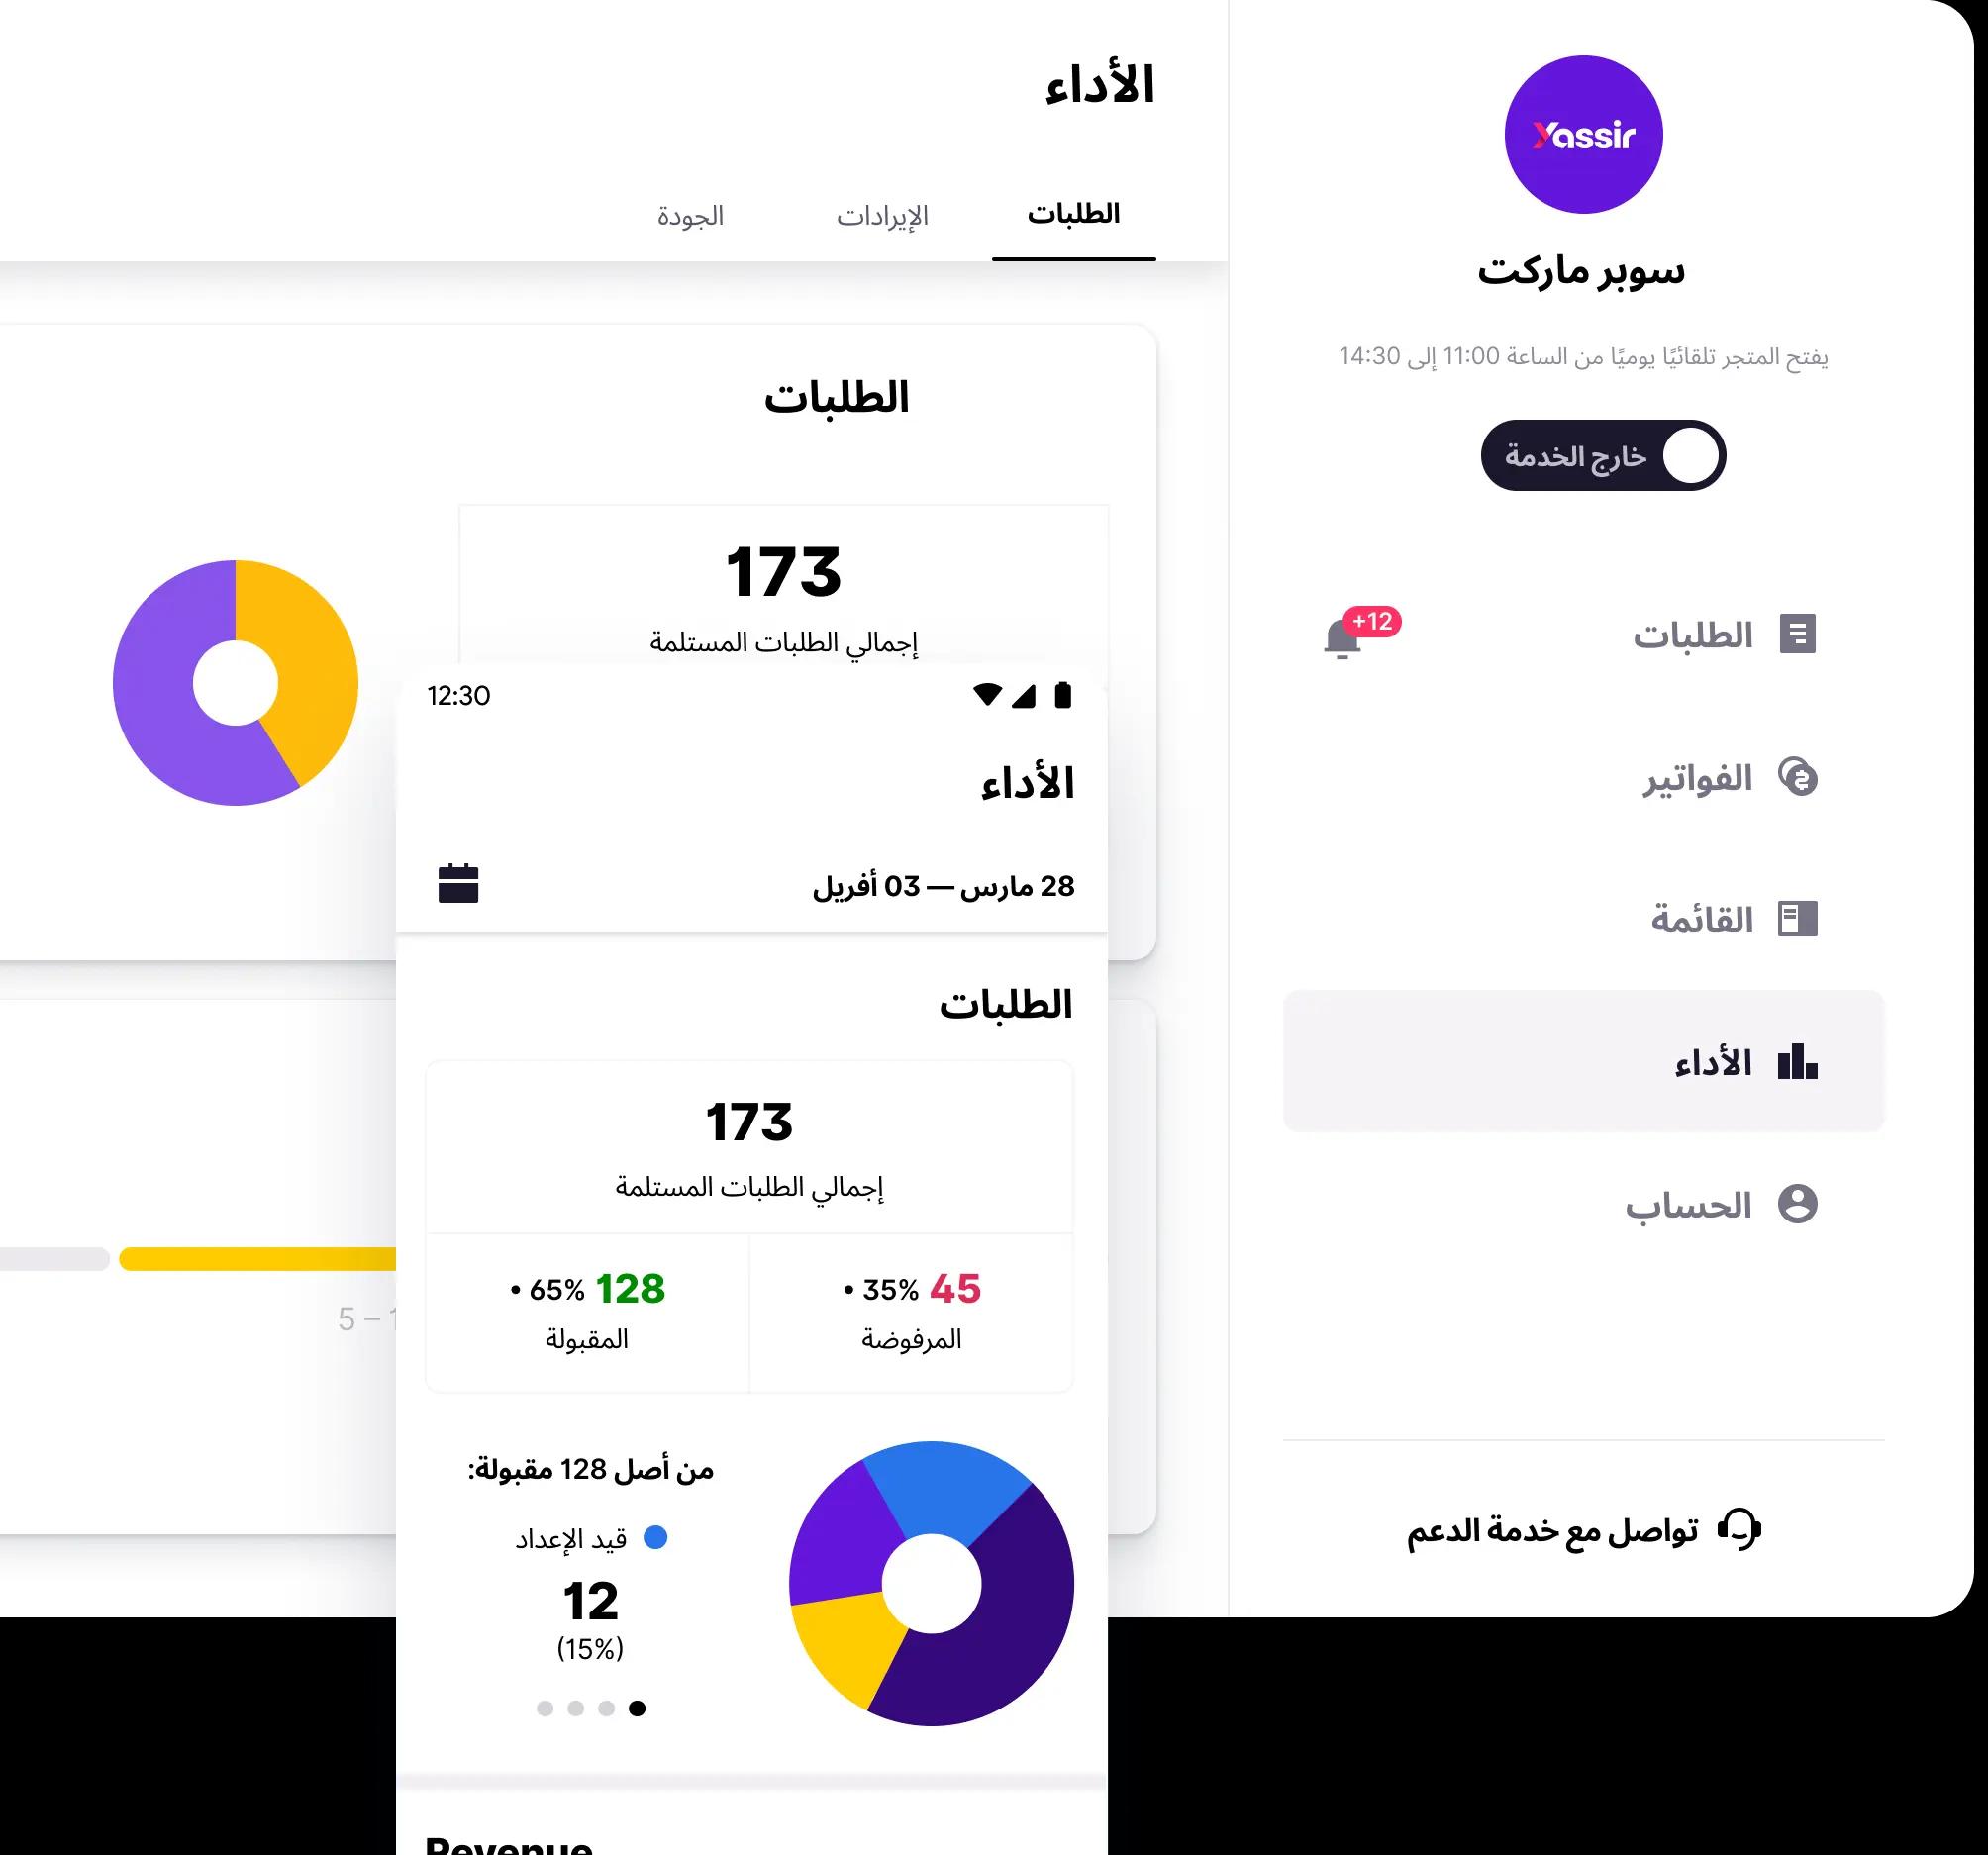 Yassir
سوبر ماركت
يفتح المتجر تلقائيًا يوميًا من الساعة 11:00 إلى 14:30
خارج الخدمة
الطلبات
+12
الفواتير
القائمة
الأداء
الحساب
تواصل مع خدمة الدعم
الأداء
الطلبات
الإيرادات
الجودة
الطلبات
173
إجمالي الطلبات المستلمة
5 – 1
12:30
الأداء
28 مارس — 03 أفريل
الطلبات
173
إجمالي الطلبات المستلمة
45 35% •
المرفوضة
128 65% •
المقبولة
من أصل 128 مقبولة:
قيد الإعداد
12
(15%)
Revenue